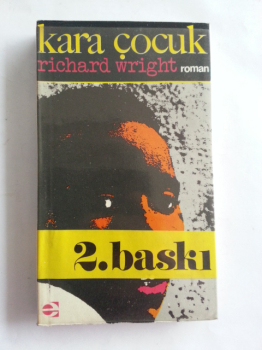 kara çocuk
richard wright roman
2.baskı
e